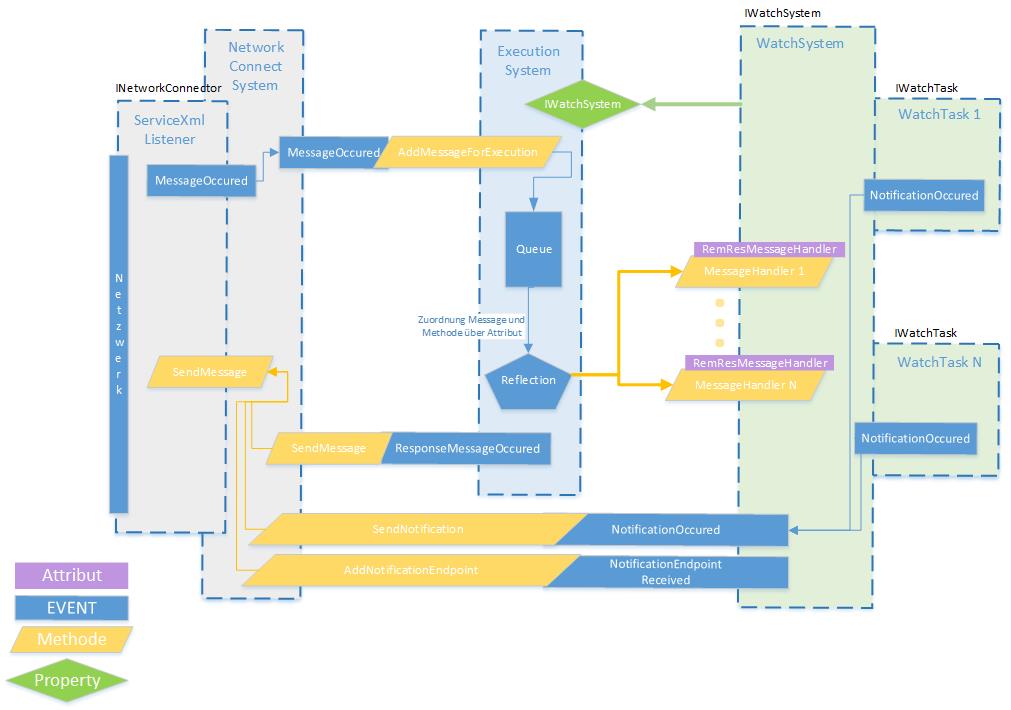 IWatchSystem
Network
Connect
System
Execution
System
WatchSystem
INetworkConnector
ServiceXml
Listener
IWatchSystem
IWatchTask
WatchTask 1
MessageOccured
MessageOccured
AddMessageForExecution
NotificationOccured
Queue
RemResMessageHandler
MessageHandler 1
N
e
t
z
w
e
r
k
Zuordnung Message und
Methode über Attribut
IWatchTask
WatchTask N
SendMessage
Reflection
RemResMessageHandler
MessageHandler N
SendMessage
ResponseMessageOccured
NotificationOccured
SendNotification
NotificationOccured
AddNotificationEndpoint
NotificationEndpoint
Received
Attribut
EVENT
Methode
Property